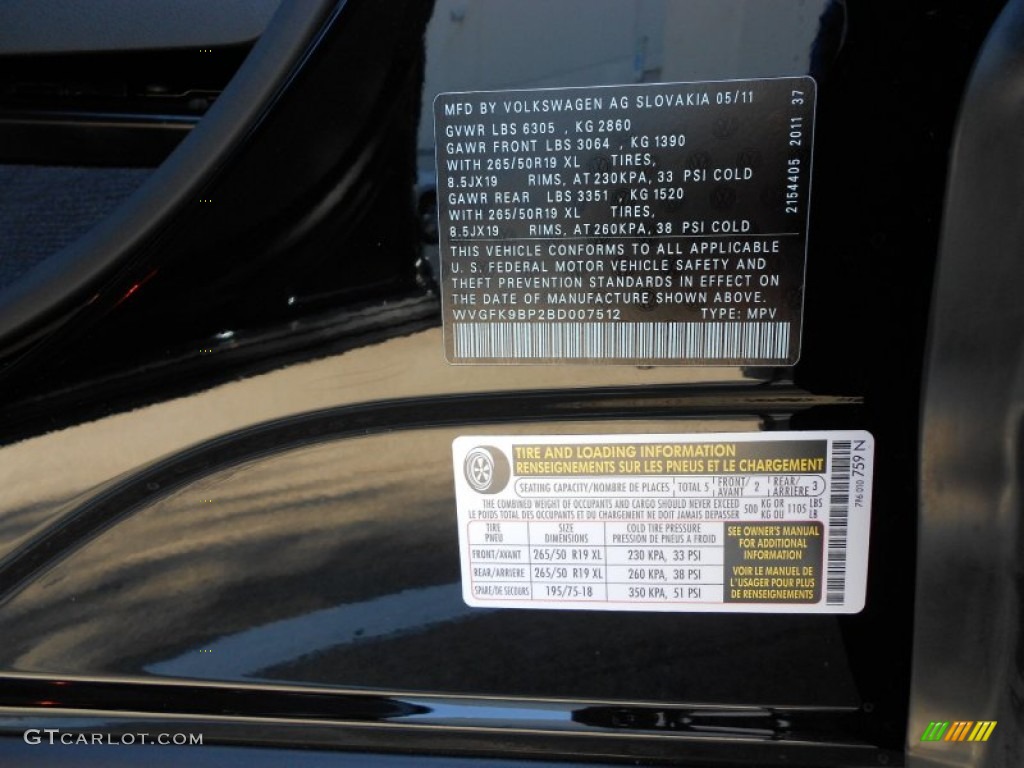 MFD BY VOLKSWAGEN AG SLOVAKIA 05/11
GVWR LBS 6305 , KG 2860
GAWR FRONT LBS 3064 , KG 1390
WITH 265/50R19 XL TIRES,
8.5JX19 RIMS, AT 230KPA, 33 PSI COLD
GAWR REAR LBS 3351 , KG 1520
WITH 265/50R19 XL TIRES,
8.5JX19 RIMS, AT 260KPA, 38 PSI COLD
2154405 2011 37
THIS VEHICLE CONFORMS TO ALL APPLICABLE
U. S. FEDERAL MOTOR VEHICLE SAFETY AND
THEFT PREVENTION STANDARDS IN EFFECT ON
THE DATE OF MANUFACTURE SHOWN ABOVE.
WVGFK9BP2BD007512 TYPE: MPV
TIRE AND LOADING INFORMATION
RENSEIGNEMENTS SUR LES PNEUS ET LE CHARGEMENT
SEATING CAPACITY/NOMBRE DE PLACES TOTAL 5 FRONT/AVANT 2 REAR/ARRIERE 3
THE COMBINED WEIGHT OF OCCUPANTS AND CARGO SHOULD NEVER EXCEED 500 KG OR 1105 LBS
LE POIDS TOTAL DES OCCUPANTS ET DU CHARGEMENT NE DOIT JAMAIS DEPASSER KG OU LB
TIRE SIZE COLD TIRE PRESSURE
PNEU DIMENSIONS PRESSION DE PNEUS A FROID
FRONT/AVANT 265/50 R19 XL 230 KPA, 33 PSI
REAR/ARRIERE 265/50 R19 XL 260 KPA, 38 PSI
SPARE/DE SECOURS 195/75-18 350 KPA, 51 PSI
SEE OWNER'S MANUAL
FOR ADDITIONAL
INFORMATION
VOIR LE MANUEL DE
L'USAGER POUR PLUS
DE RENSEIGNEMENTS
7P6 010 759 N
GTCARLOT.COM